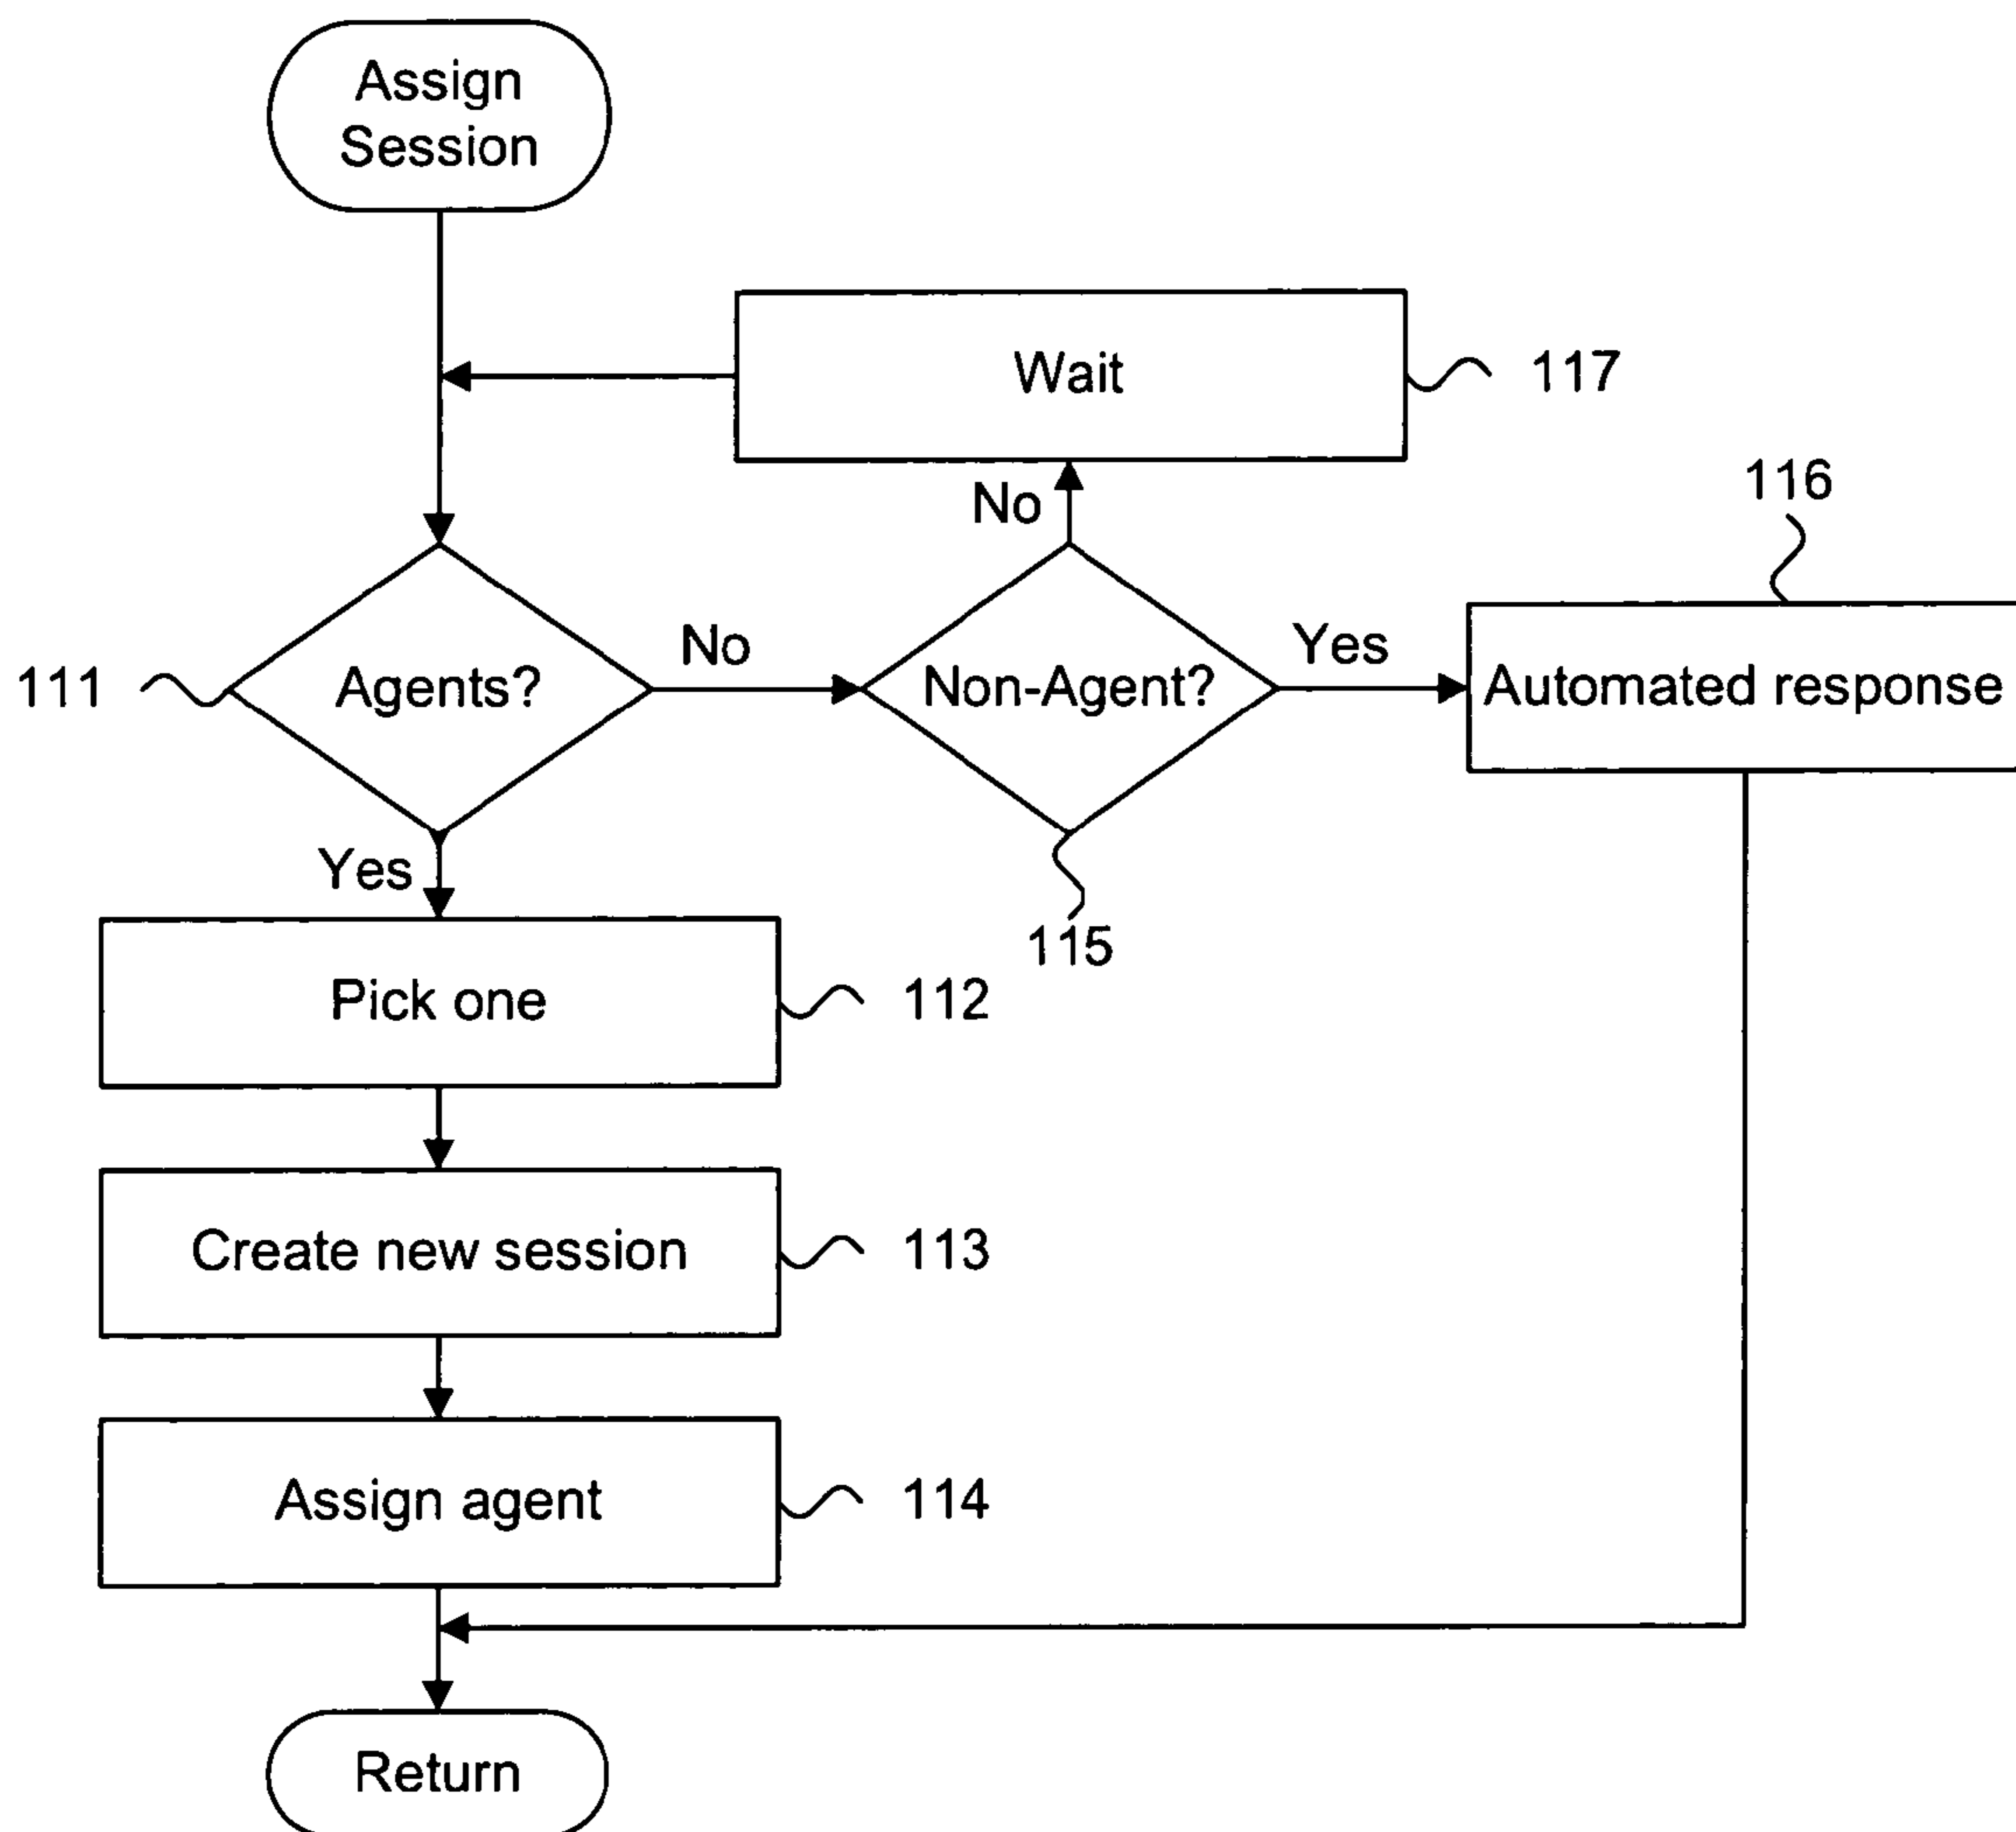 Assign
Session
Wait
117
No
116
111
Agents?
No
Non-Agent?
Yes
Automated response
Yes
115
Pick one
112
Create new session
113
Assign agent
114
Return